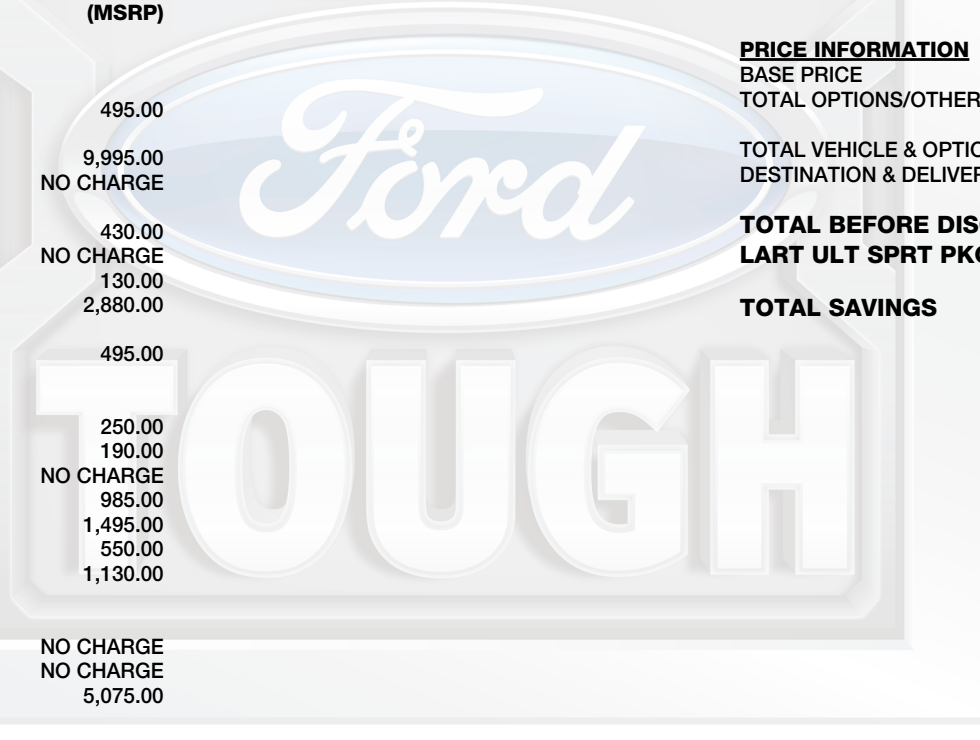 (MSRP)
495.00
9,995.00
NO CHARGE
430.00
NO CHARGE
130.00
2,880.00
495.00
250.00
190.00
NO CHARGE
985.00
1,495.00
550.00
1,130.00
NO CHARGE
NO CHARGE
5,075.00
PRICE INFORMATION
BASE PRICE
TOTAL OPTIONS/OTHER
TOTAL VEHICLE & OPTIO
DESTINATION & DELIVER
TOTAL BEFORE DIS
LART ULT SPRT PKG
TOTAL SAVINGS
Ford
TOUGH